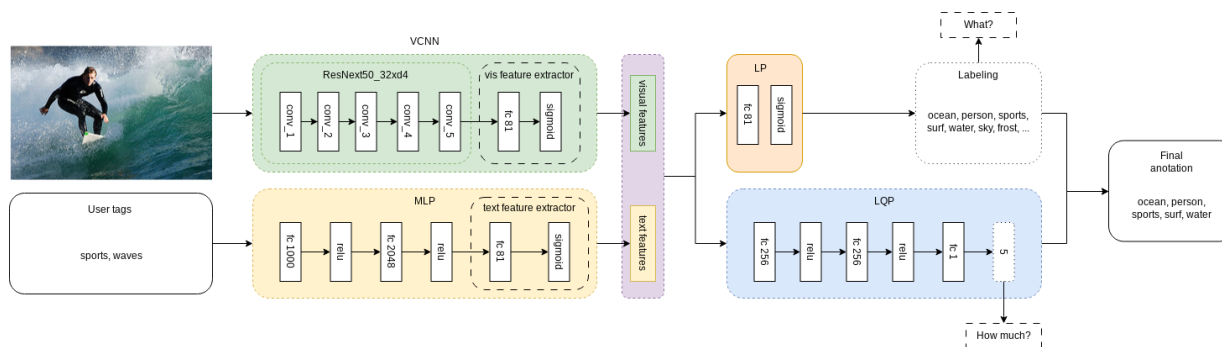 VCNN
ResNext50_32xd4
conv_1
conv_2
conv_3
conv_4
conv_5
vis feature extractor
fc 81
sigmoid
visual features
LP
fc 81
sigmoid
What?
Labeling
ocean, person, sports,
surf, water, sky, frost, ...
User tags
sports, waves
MLP
fc 1000
relu
fc 2048
relu
text feature extractor
fc 81
sigmoid
text features
LQP
fc 256
relu
fc 256
relu
fc 1
5
How much?
Final
anotation
ocean, person,
sports, surf, water